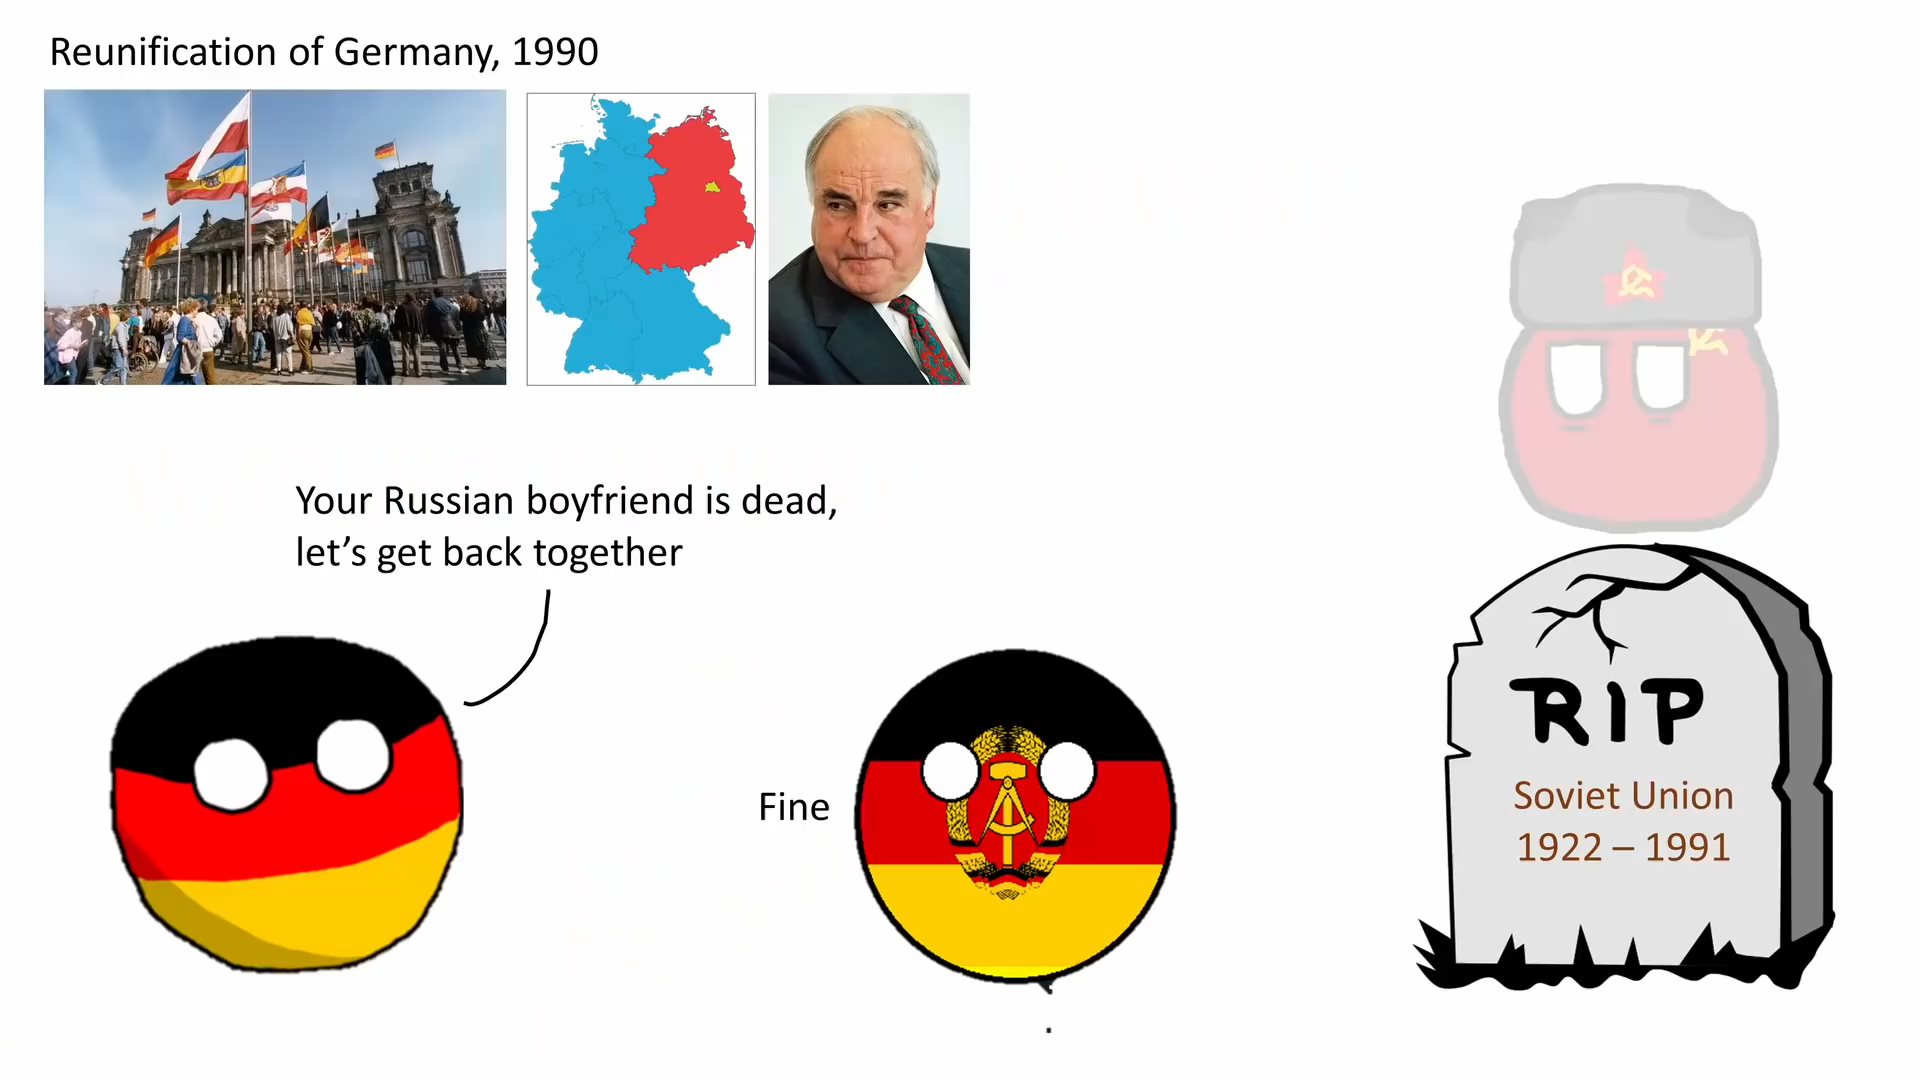 Reunification of Germany, 1990
Your Russian boyfriend is dead,
let’s get back together
Fine
RIP
Soviet Union
1922 – 1991